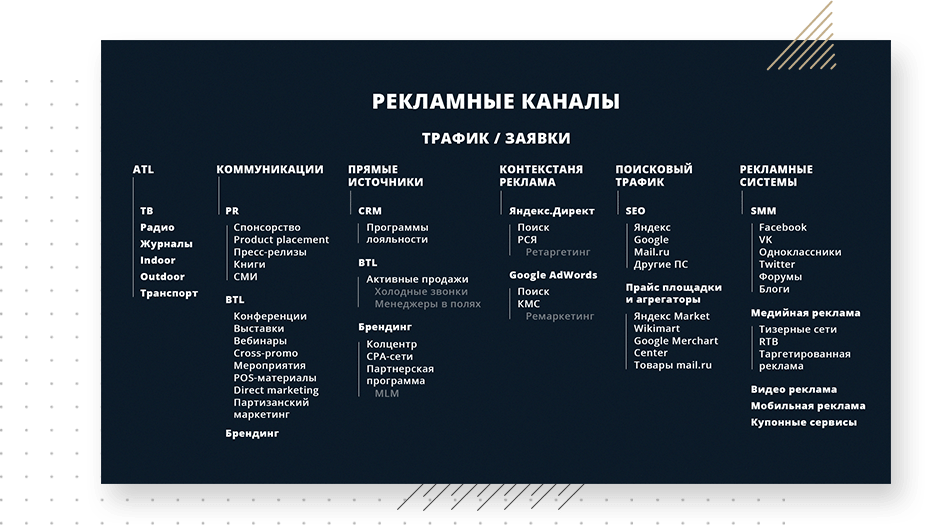 РЕКЛАМНЫЕ КАНАЛЫ
ТРАФИК / ЗАЯВКИ
ATL
ТВ
Радио
Журналы
Indoor
Outdoor
Транспорт
КОММУНИКАЦИИ
PR
Спонсорство
Product placement
Пресс-релизы
Книги
СМИ
BTL
Конференции
Выставки
Вебинары
Cross-promo
Мероприятия
POS-материалы
Direct marketing
Партизанский
маркетинг
Брендинг
ПРЯМЫЕ
ИСТОЧНИКИ
CRM
Программы
лояльности
BTL
Активные продажи
Холодные звонки
Менеджеры в полях
Брендинг
Колцентр
CPA-сети
Партнерская
программа
MLM
КОНТЕКСТАНЯ
РЕКЛАМА
Яндекс.Директ
Поиск
РСЯ
Ретаргетинг
Google AdWords
Поиск
КМС
Ремаркетинг
ПОИСКОВЫЙ
ТРАФИК
SEO
Яндекс
Google
Mail.ru
Другие ПС
Прайс площадки
и агрегаторы
Яндекс Market
Wikimart
Google Merchart
Center
Товары mail.ru
РЕКЛАМНЫЕ
СИСТЕМЫ
SMM
Facebook
VK
Одноклассники
Twitter
Форумы
Блоги
Медийная реклама
Тизерные сети
RTB
Таргетированная
реклама
Видео реклама
Мобильная реклама
Купонные сервисы